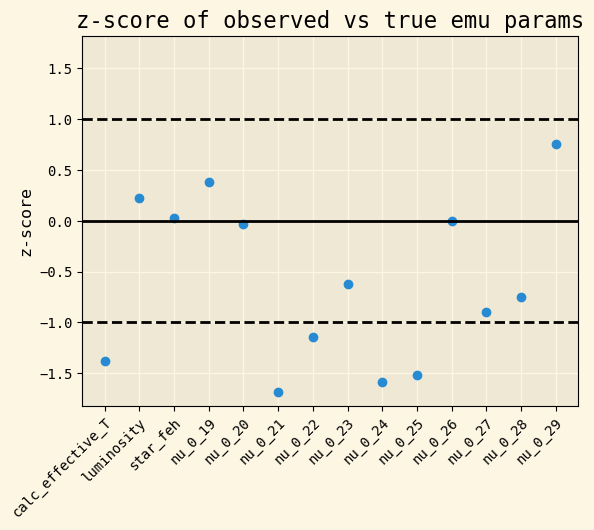 z-score of observed vs true emu params
z-score
1.5
1.0
0.5
0.0
−0.5
−1.0
−1.5
calc_effective_T
luminosity
star_feh
nu_0_19
nu_0_20
nu_0_21
nu_0_22
nu_0_23
nu_0_24
nu_0_25
nu_0_26
nu_0_27
nu_0_28
nu_0_29